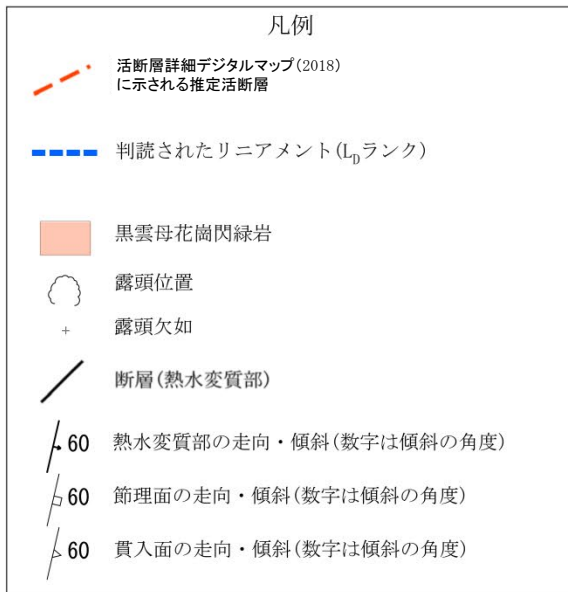 凡例
活断層詳細デジタルマップ(2018)
に示される推定活断層
判読されたリニアメント(LDランク)
黒雲母花崗閃緑岩
露頭位置
露頭欠如
断層(熱水変質部)
60 熱水変質部の走向・傾斜(数字は傾斜の角度)
60 節理面の走向・傾斜(数字は傾斜の角度)
60 貫入面の走向・傾斜(数字は傾斜の角度)